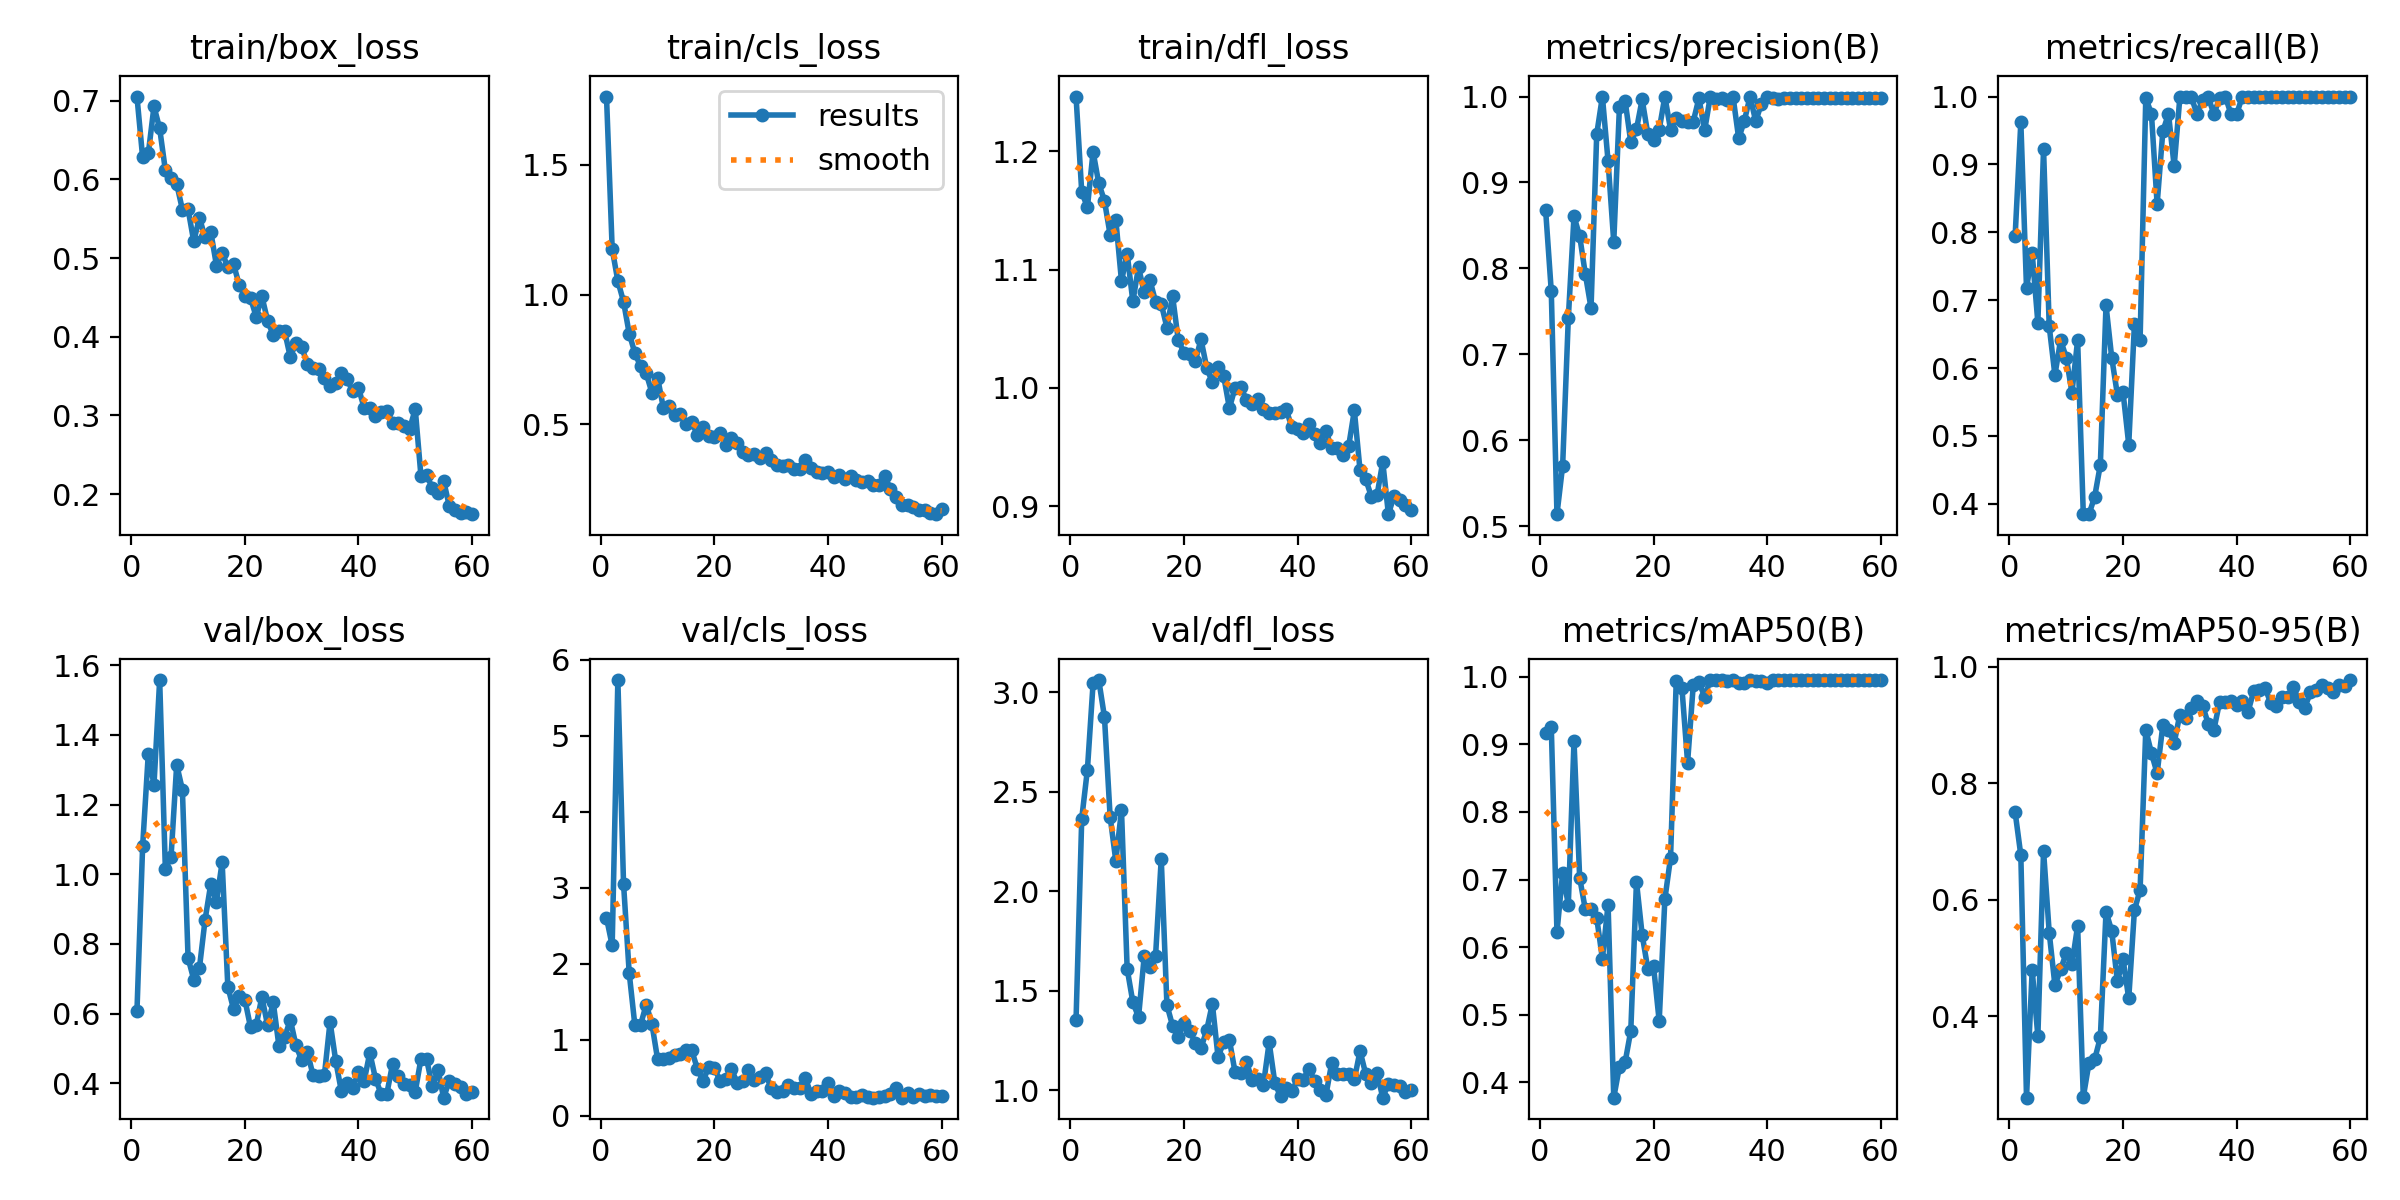 train/box_loss
train/cls_loss
train/dfl_loss
metrics/precision(B)
metrics/recall(B)
0.7
0.6
0.5
0.4
0.3
0.2
0 20 40 60
1.5
1.0
0.5
results
smooth
0 20 40 60
1.2
1.1
1.0
0.9
0 20 40 60
1.0
0.9
0.8
0.7
0.6
0.5
0 20 40 60
1.0
0.9
0.8
0.7
0.6
0.5
0.4
0 20 40 60
val/box_loss
val/cls_loss
val/dfl_loss
metrics/mAP50(B)
metrics/mAP50-95(B)
1.6
1.4
1.2
1.0
0.8
0.6
0.4
0 20 40 60
6
5
4
3
2
1
0
0 20 40 60
3.0
2.5
2.0
1.5
1.0
0 20 40 60
1.0
0.9
0.8
0.7
0.6
0.5
0.4
0 20 40 60
1.0
0.8
0.6
0.4
0 20 40 60